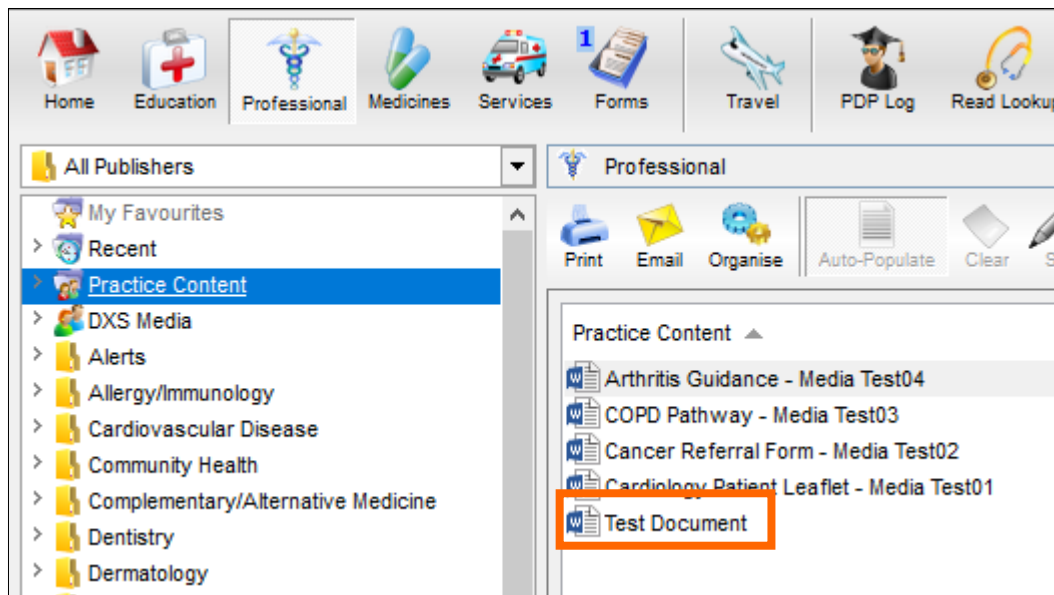 1
Home Education Professional Medicines Services Forms Travel PDP Log Read Lookup
All Publishers
Professional
My Favourites
Recent
Practice Content
DXS Media
Alerts
Allergy/Immunology
Cardiovascular Disease
Community Health
Complementary/Alternative Medicine
Dentistry
Dermatology
Print Email Organise Auto-Populate Clear S
Practice Content
Arthritis Guidance - Media Test04
COPD Pathway - Media Test03
Cancer Referral Form - Media Test02
Cardiology Patient Leaflet - Media Test01
Test Document